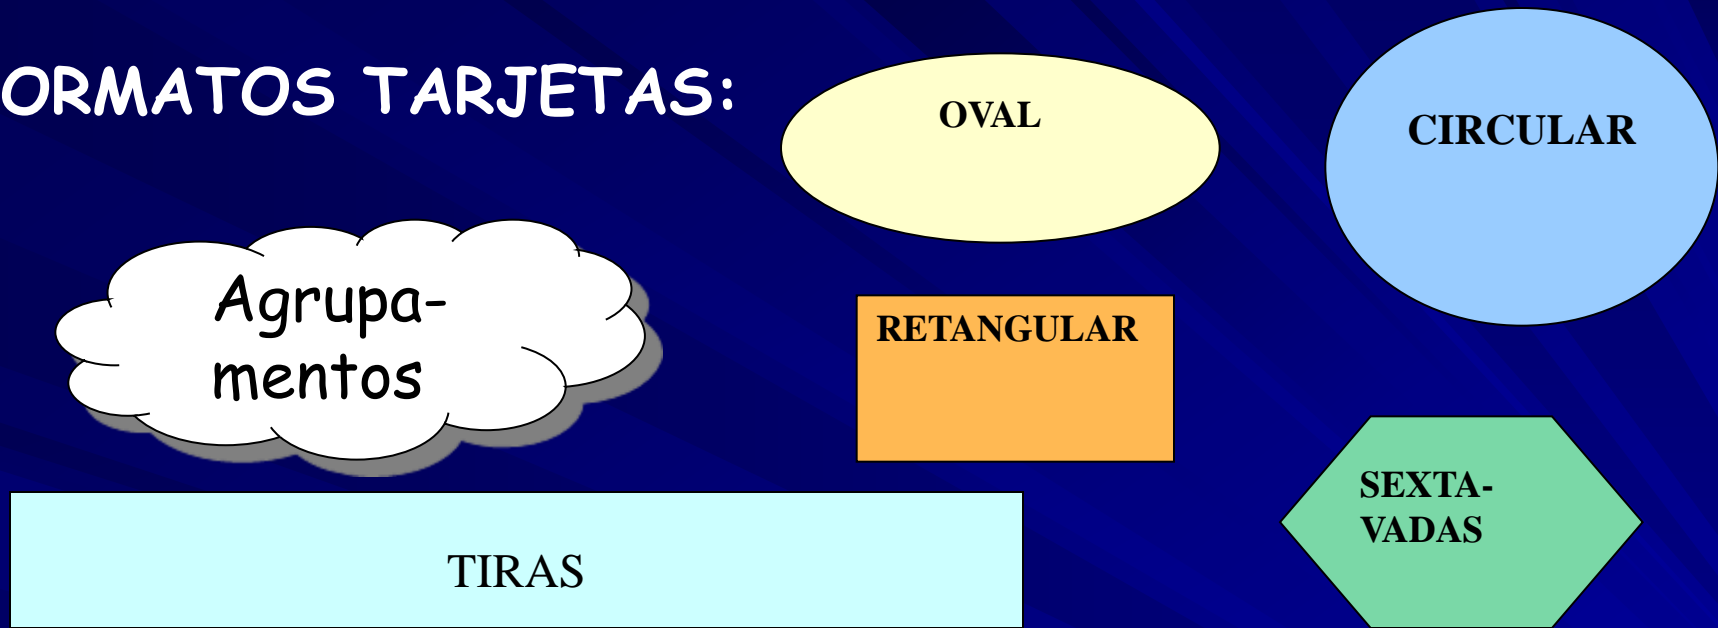 ORMATOS TARJETAS:
OVAL
CIRCULAR
Agrupa-
mentos
RETANGULAR
SEXTA-
VADAS
TIRAS